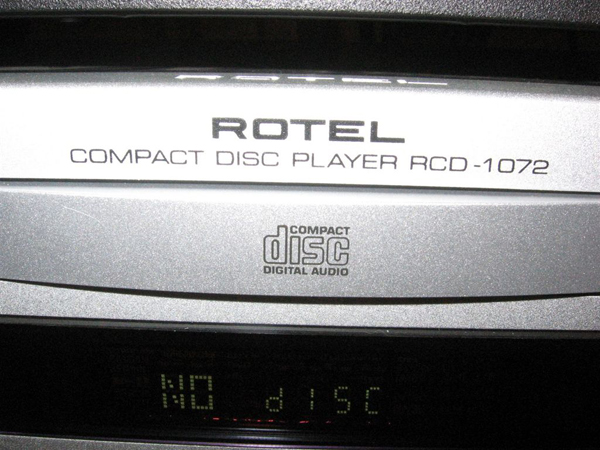 ROTEL
COMPACT DISC PLAYER RCD-1072
COMPACT
disc
DIGITAL AUDIO
NO dISC